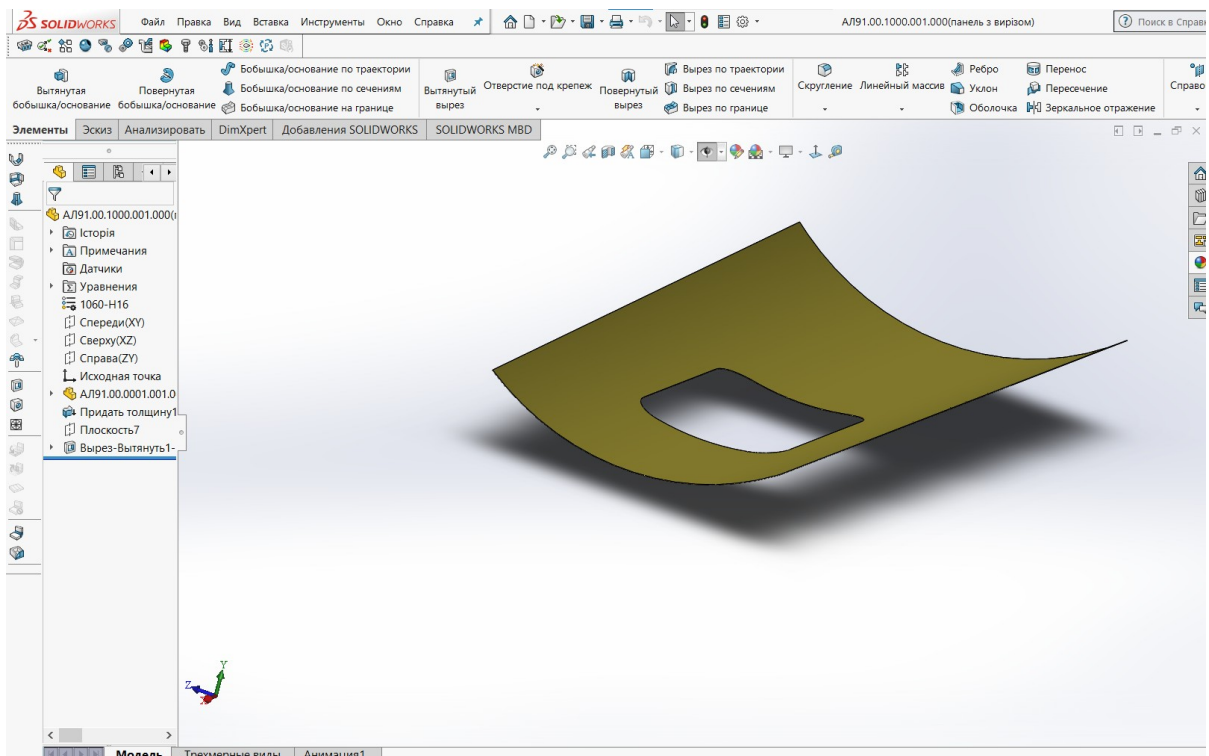 SOLIDWORKS Файл Правка Вид Вставка Инструменты Окно Справка АЛ91.00.1000.001.000(панель з вирізом) Поиск в Справ
Вытянутая бобышка/основание
Повернутая бобышка/основание
Бобышка/основание по траектории
Бобышка/основание по сечениям
Бобышка/основание на границе
Вытянутый вырез
Отверстие под крепеж
Повернутый вырез
Вырез по траектории
Вырез по сечениям
Вырез по границе
Скругление
Линейный массив
Ребро
Уклон
Оболочка
Перенос
Пересечение
Зеркальное отражение
Справо
Элементы Эскиз Анализировать DimXpert Добавления SOLIDWORKS SOLIDWORKS MBD
АЛ91.00.1000.001.000(
Історія
Примечания
Датчики
Уравнения
1060-H16
Спереди(XY)
Сверху(XZ)
Справа(ZY)
Исходная точка
АЛ91.00.0001.001.0
Придать толщину1
Плоскость7
Вырез-Вытянуть1-
Y
Z
X
Модель Трехмерные виды Анимация1